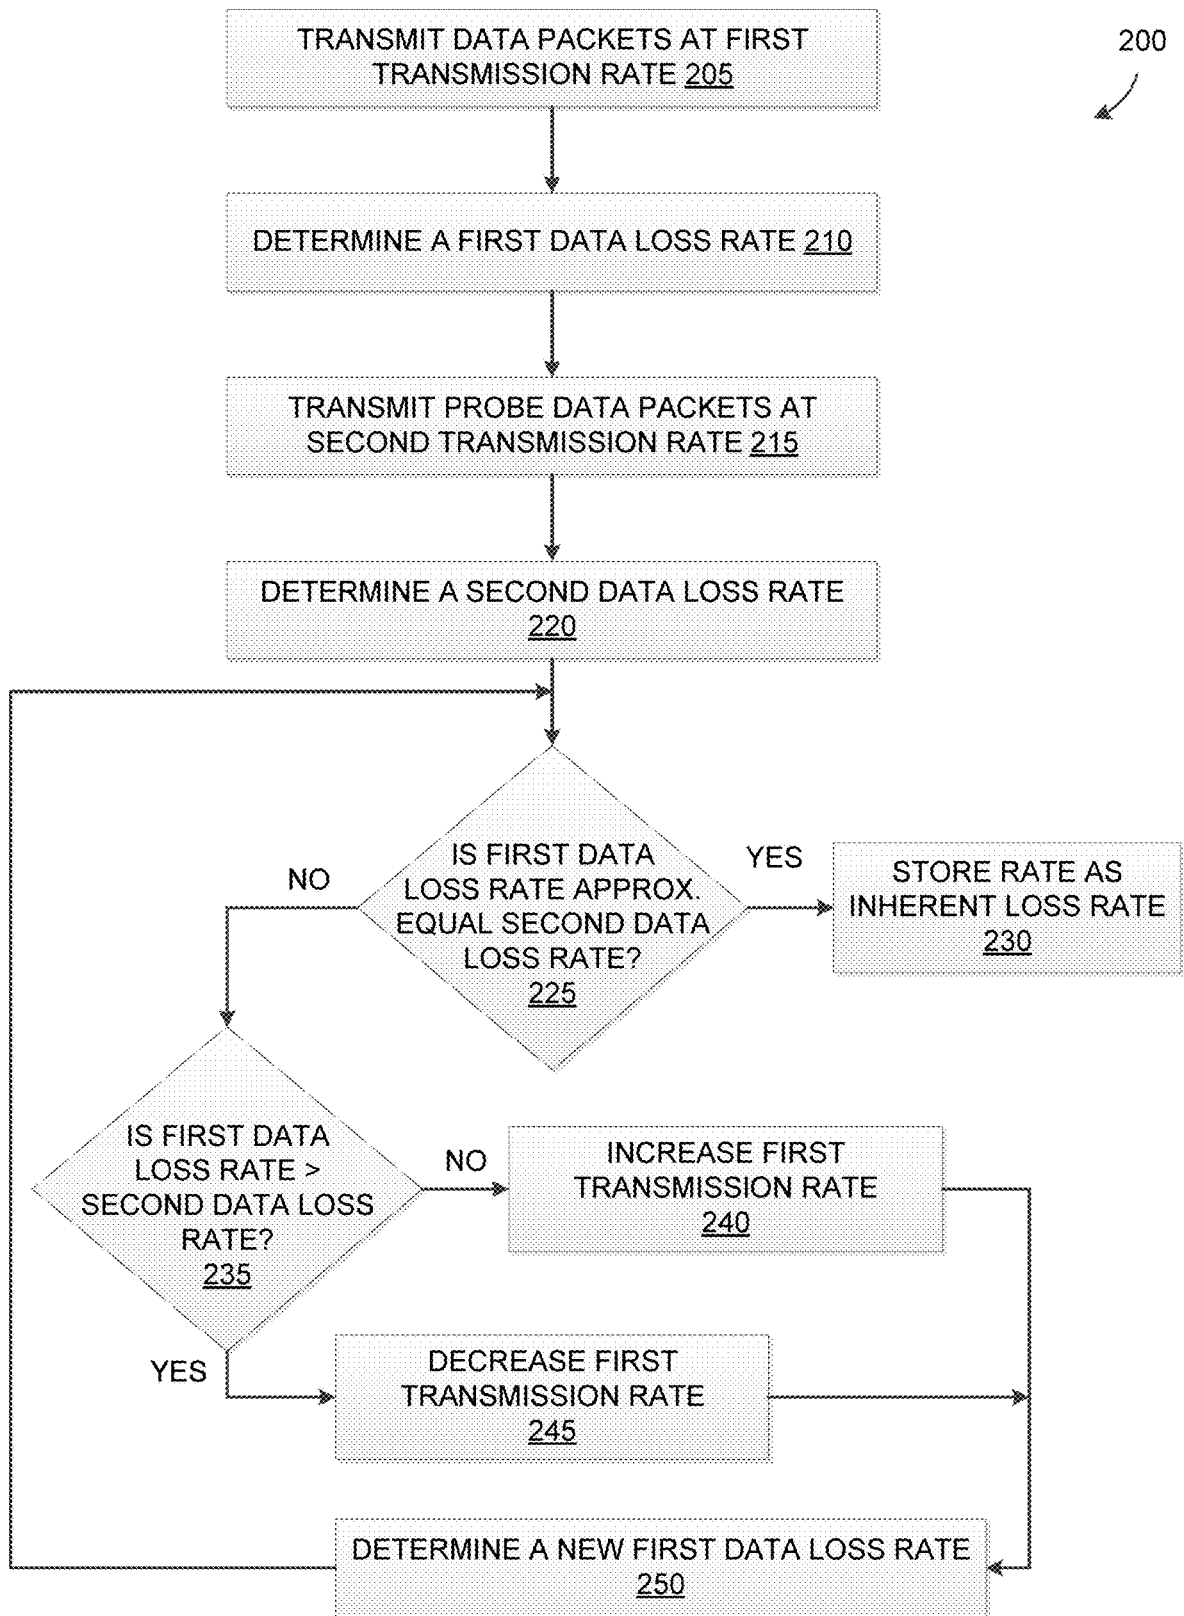 TRANSMIT DATA PACKETS AT FIRST
TRANSMISSION RATE 205
200
DETERMINE A FIRST DATA LOSS RATE 210
TRANSMIT PROBE DATA PACKETS AT
SECOND TRANSMISSION RATE 215
DETERMINE A SECOND DATA LOSS RATE
220
IS FIRST DATA
LOSS RATE APPROX.
EQUAL SECOND DATA
LOSS RATE?
225
YES
STORE RATE AS
INHERENT LOSS RATE
230
NO
IS FIRST DATA
LOSS RATE >
SECOND DATA LOSS
RATE?
235
NO
INCREASE FIRST
TRANSMISSION RATE
240
YES
DECREASE FIRST
TRANSMISSION RATE
245
DETERMINE A NEW FIRST DATA LOSS RATE
250